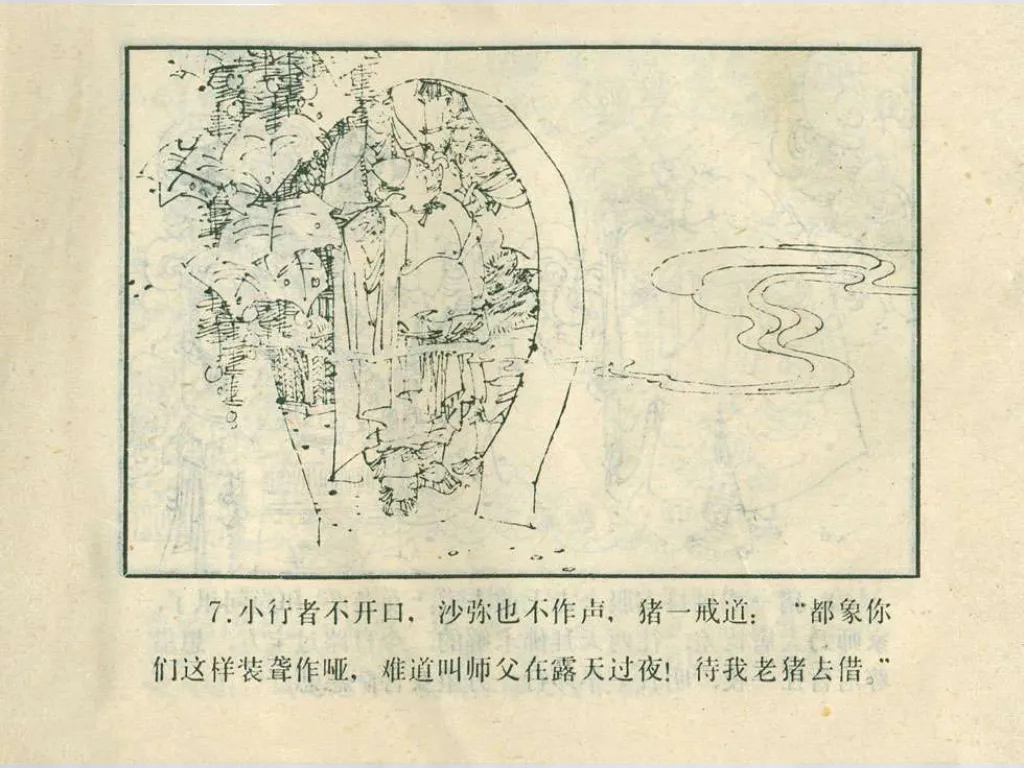 7.小行者不开口，沙弥也不作声，猪一戒道：“都象你
们这样装聋作哑，难道叫师父在露天过夜！待我老猪去借。”